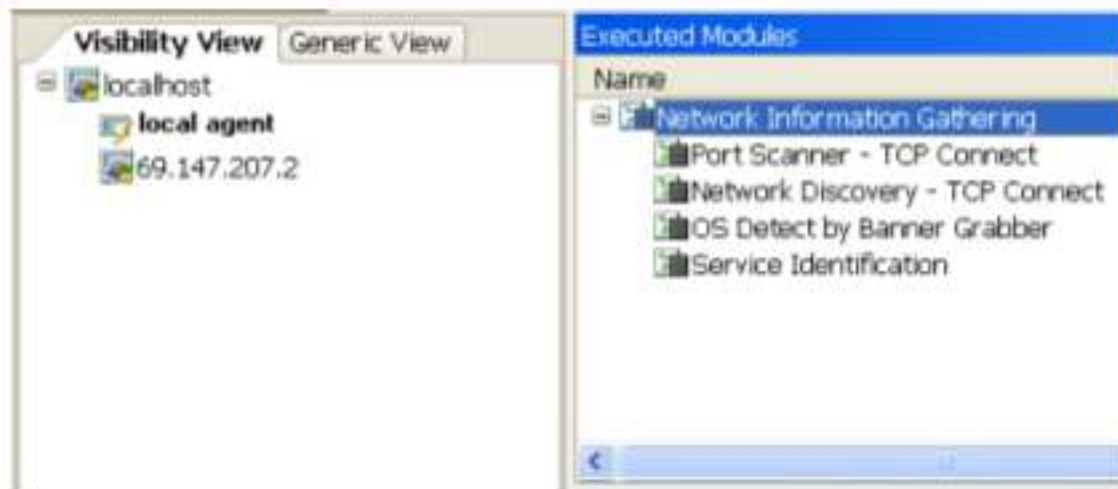 Visibility View
Generic View
localhost
local agent
69.147.207.2
Executed Modules
Name
Network Information Gathering
Port Scanner - TCP Connect
Network Discovery - TCP Connect
OS Detect by Banner Grabber
Service Identification